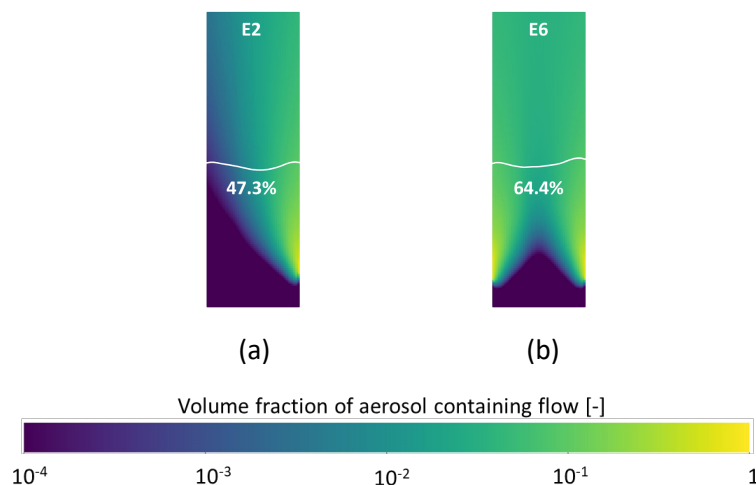 E2 E6
47.3% 64.4%
(a) (b)
Volume fraction of aerosol containing flow [-]
10⁻⁴ 10⁻³ 10⁻² 10⁻¹ 1